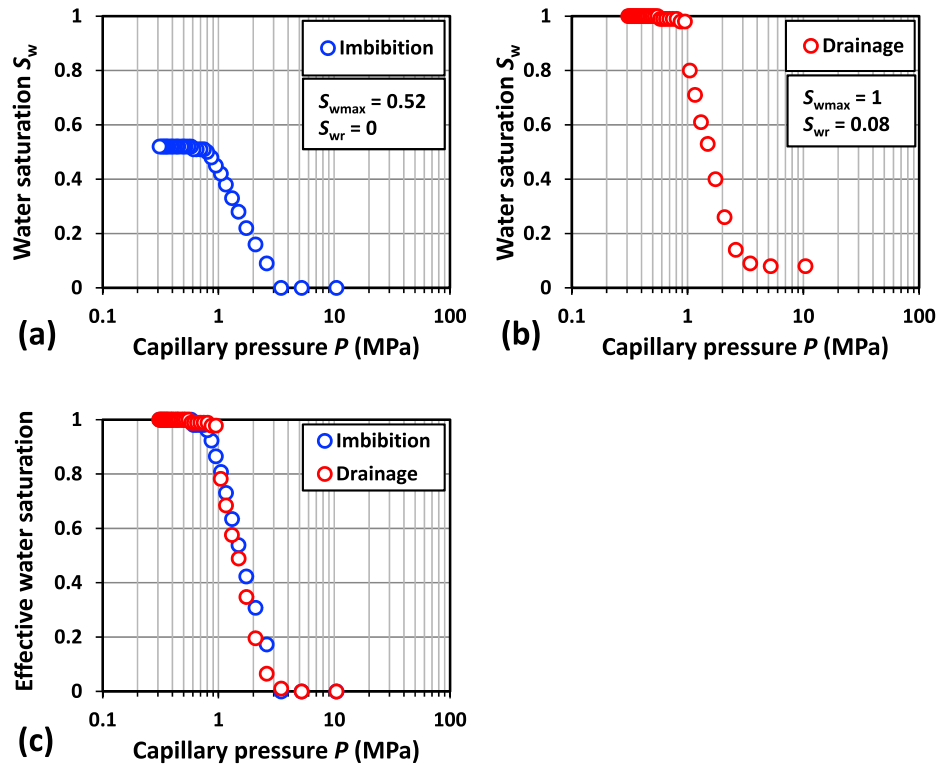 Water saturation Sw
1
0.8
0.6
0.4
0.2
0
Imbibition
Swmax = 0.52
Swr = 0
0.1 1 10 100
(a) Capillary pressure P (MPa)
Water saturation Sw
1
0.8
0.6
0.4
0.2
0
Drainage
Swmax = 1
Swr = 0.08
0.1 1 10 100
(b) Capillary pressure P (MPa)
Effective water saturation
1
0.8
0.6
0.4
0.2
0
Imbibition
Drainage
0.1 1 10 100
(c) Capillary pressure P (MPa)